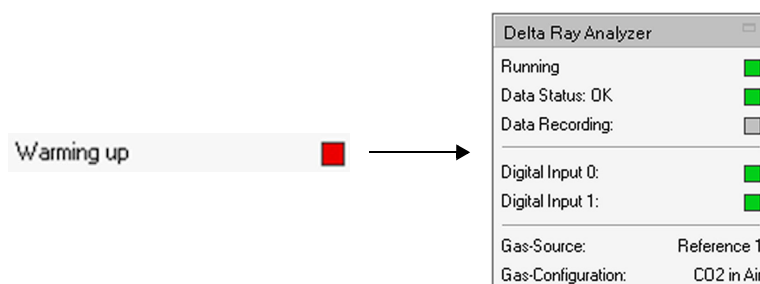 Warming up
Delta Ray Analyzer
Running
Data Status: OK
Data Recording:
Digital Input 0:
Digital Input 1:
Gas-Source: Reference 1
Gas-Configuration: CO2 in Air